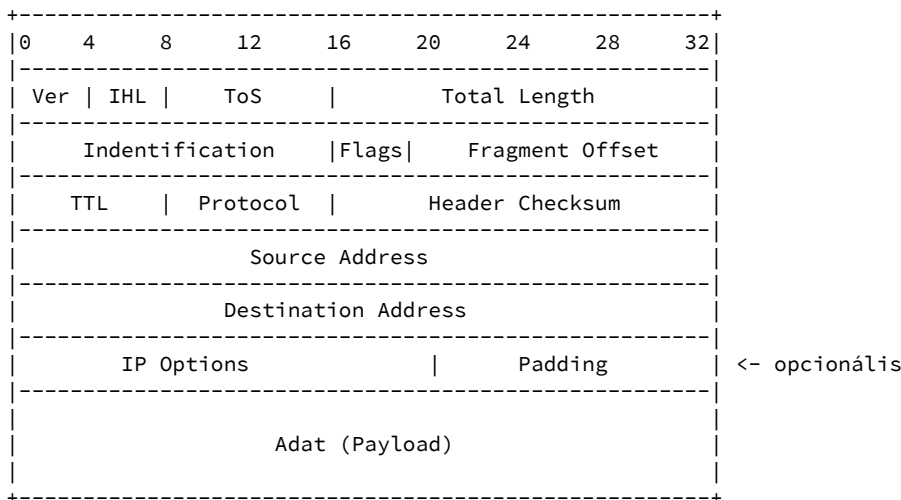 0 4 8 12 16 20 24 28 32
Ver | IHL | ToS | Total Length
Indentification |Flags| Fragment Offset
TTL | Protocol | Header Checksum
Source Address
Destination Address
IP Options | Padding <- opcionális
Adat (Payload)